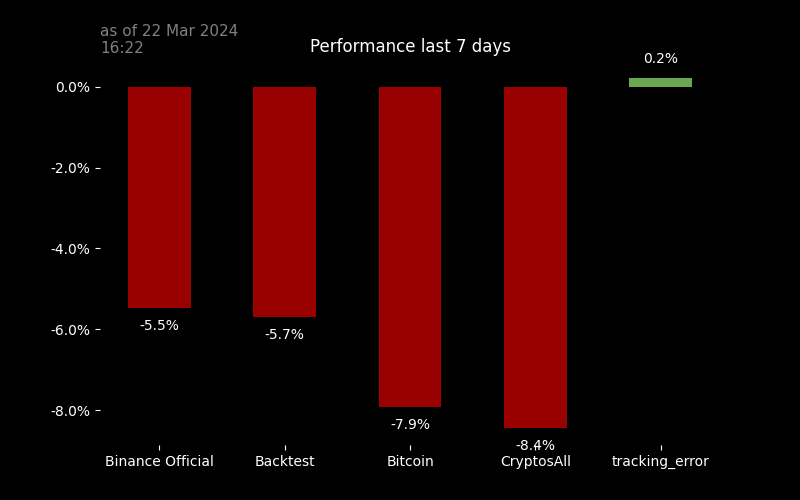 as of 22 Mar 2024
16:22
Performance last 7 days
0.2%
0.0%
-2.0%
-4.0%
-6.0%
-8.0%
-5.5%
-5.7%
-7.9%
-8.4%
Binance Official
Backtest
Bitcoin
CryptosAll
tracking_error